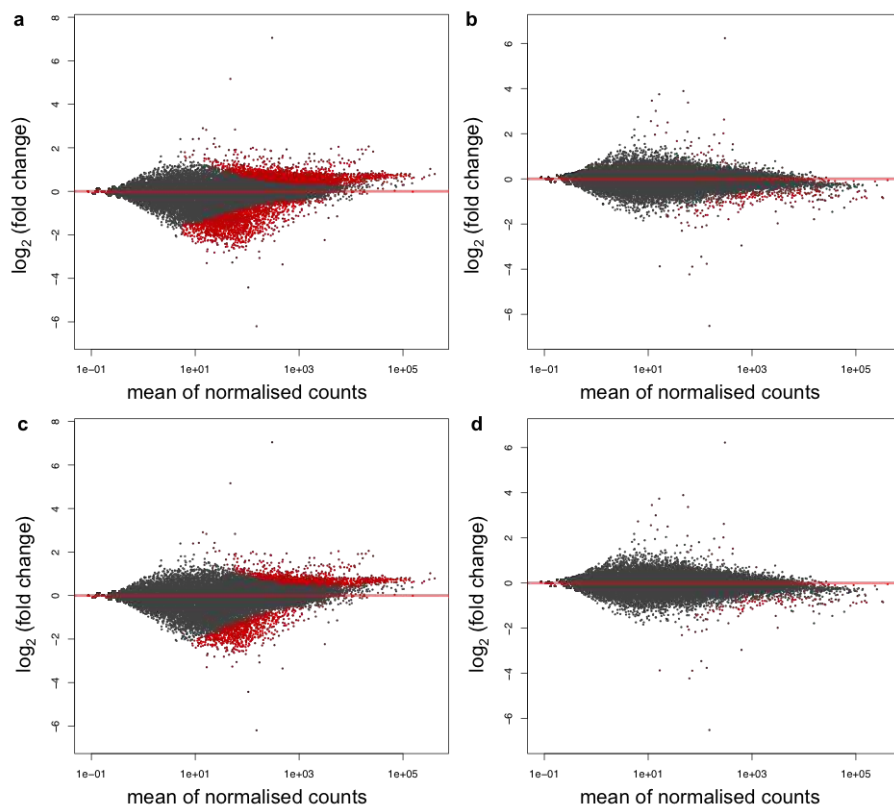 a
log2 (fold change)
8
6
4
2
0
−2
−4
−6
1e−01
1e+01
1e+03
1e+05
mean of normalised counts
b
log2 (fold change)
6
4
2
0
−2
−4
−6
1e−01
1e+01
1e+03
1e+05
mean of normalised counts
c
log2 (fold change)
8
6
4
2
0
−2
−4
−6
1e−01
1e+01
1e+03
1e+05
mean of normalised counts
d
log2 (fold change)
6
4
2
0
−2
−4
−6
1e−01
1e+01
1e+03
1e+05
mean of normalised counts